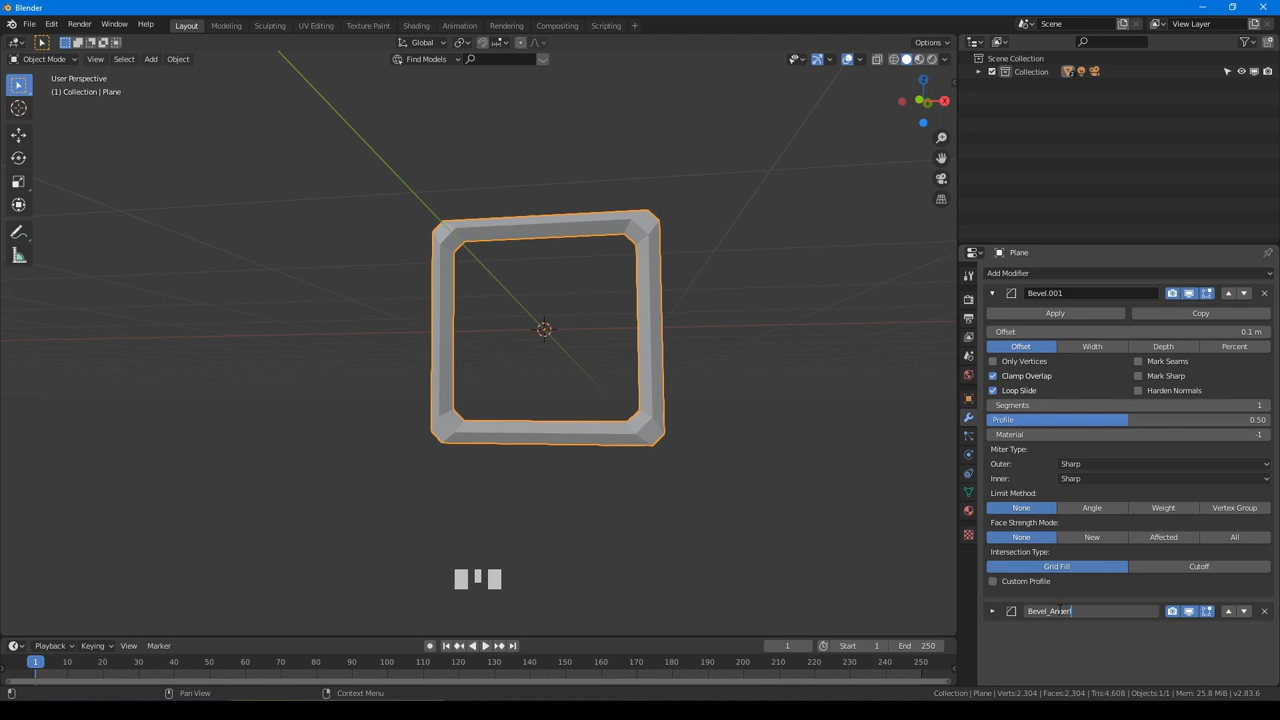 Blender
File Edit Render Window Help Layout Modeling Sculpting UV Editing Texture Paint Shading Animation Rendering Compositing Scripting + Scene View Layer
Global Options
Object Mode View Select Add Object Find Models
User Perspective
(1) Collection | Plane
Z
X
Scene Collection
Collection
Plane
Add Modifier
Bevel.001
Apply Copy
Offset 0.1 m
Offset Width Depth Percent
Only Vertices Mark Seams
Clamp Overlap Mark Sharp
Loop Slide Harden Normals
Segments 1
Profile 0.50
Material -1
Miter Type:
Outer: Sharp
Inner: Sharp
Limit Method:
None Angle Weight Vertex Group
Face Strength Mode:
None New Affected All
Intersection Type:
Grid Fill Cutoff
Custom Profile
Playback Keying View Marker 1 Start 1 End 250
1 10 20 30 40 50 60 70 80 90 100 110 120 130 140 150 160 170 180 190 200 210 220 230 240 250
Pan View Context Menu Collection | Plane | Verts:2,304 | Faces:2,304 | Tris:4,608 | Objects:1/1 | Mem: 25.8 MiB | v2.83.6